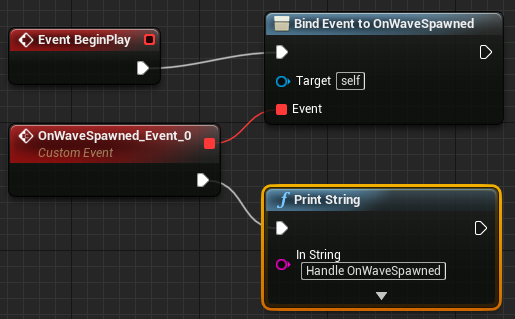 Event BeginPlay
Bind Event to OnWaveSpawned
Target self
Event
OnWaveSpawned_Event_0
Custom Event
f Print String
In String
Handle OnWaveSpawned